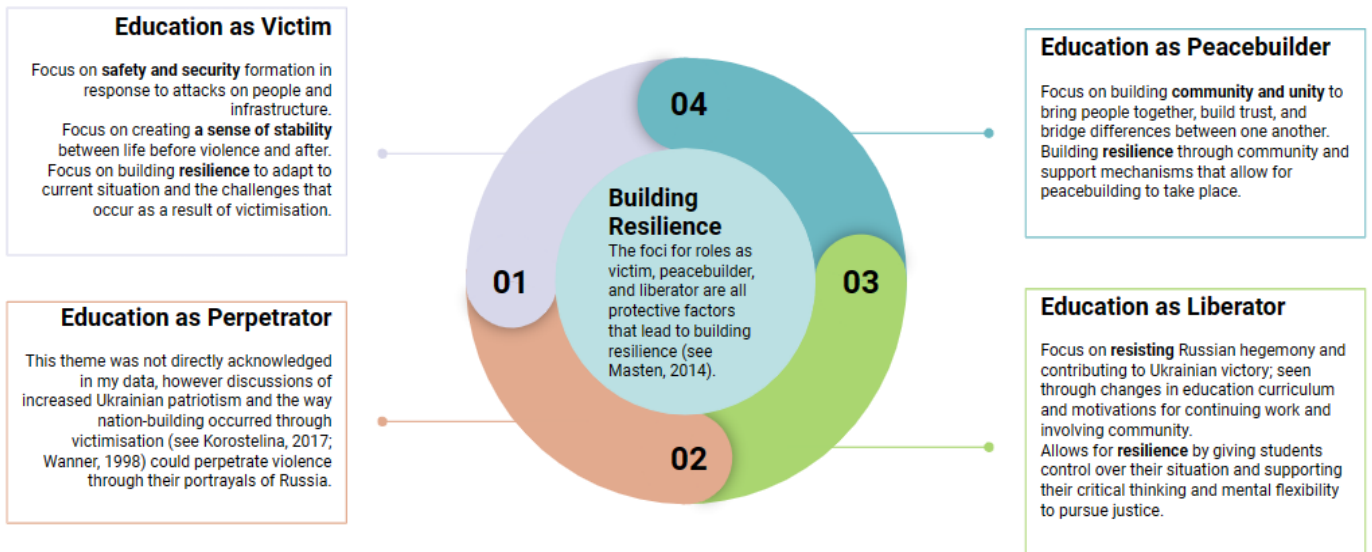 Education as Victim
Focus on safety and security formation in
response to attacks on people and
infrastructure.
Focus on creating a sense of stability
between life before violence and after.
Focus on building resilience to adapt to
current situation and the challenges that
occur as a result of victimisation.
Education as Perpetrator
This theme was not directly acknowledged
in my data, however discussions of
increased Ukrainian patriotism and the way
nation-building occurred through
victimisation (see Korostelina, 2017;
Wanner, 1998) could perpetrate violence
through their portrayals of Russia.
04
01
03
02
Building
Resilience
The foci for roles as
victim, peacebuilder,
and liberator are all
protective factors
that lead to building
resilience (see
Masten, 2014).
Education as Peacebuilder
Focus on building community and unity to
bring people together, build trust, and
bridge differences between one another.
Building resilience through community and
support mechanisms that allow for
peacebuilding to take place.
Education as Liberator
Focus on resisting Russian hegemony and
contributing to Ukrainian victory; seen
through changes in education curriculum
and motivations for continuing work and
involving community.
Allows for resilience by giving students
control over their situation and supporting
their critical thinking and mental flexibility
to pursue justice.